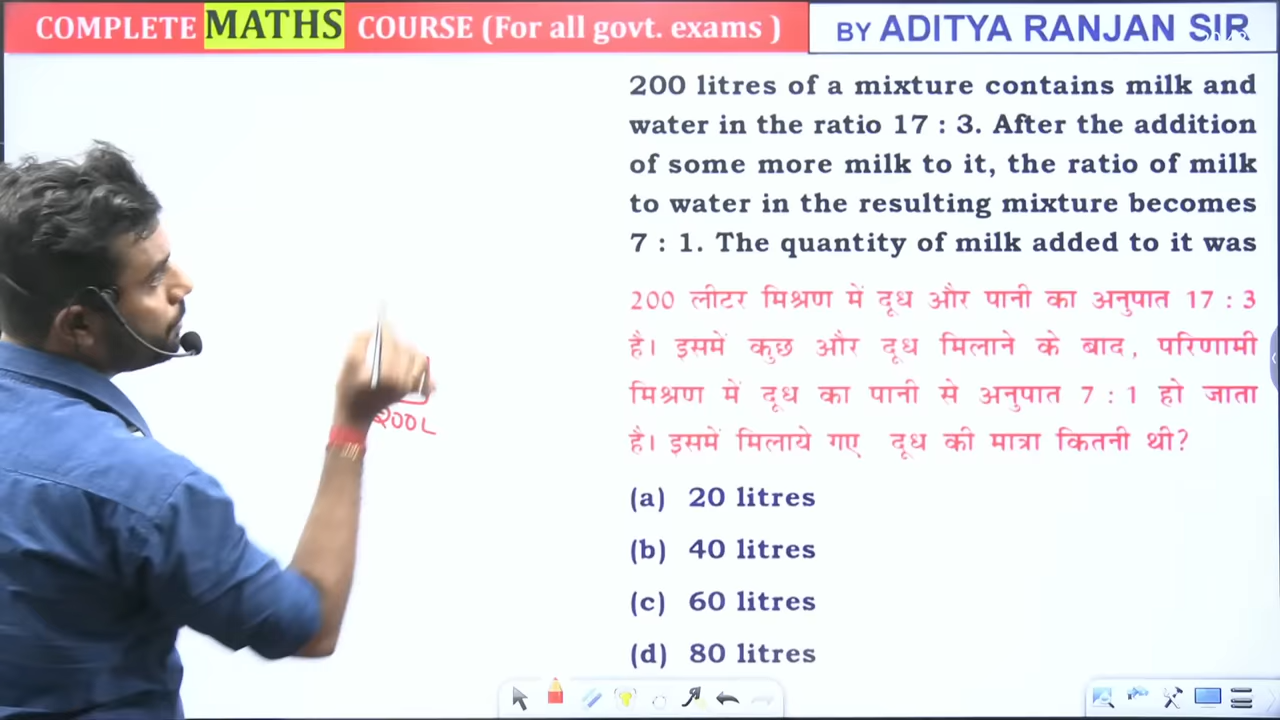 COMPLETE MATHS COURSE (For all govt. exams )
BY ADITYA RANJAN SIR
200 litres of a mixture contains milk and
water in the ratio 17 : 3. After the addition
of some more milk to it, the ratio of milk
to water in the resulting mixture becomes
7 : 1. The quantity of milk added to it was
200 लीटर मिश्रण में दूध और पानी का अनुपात 17 : 3
है। इसमें कुछ और दूध मिलाने के बाद, परिणामी
मिश्रण में दूध का पानी से अनुपात 7 : 1 हो जाता
है। इसमें मिलाये गए दूध की मात्रा कितनी थी?
200L
(a) 20 litres
(b) 40 litres
(c) 60 litres
(d) 80 litres